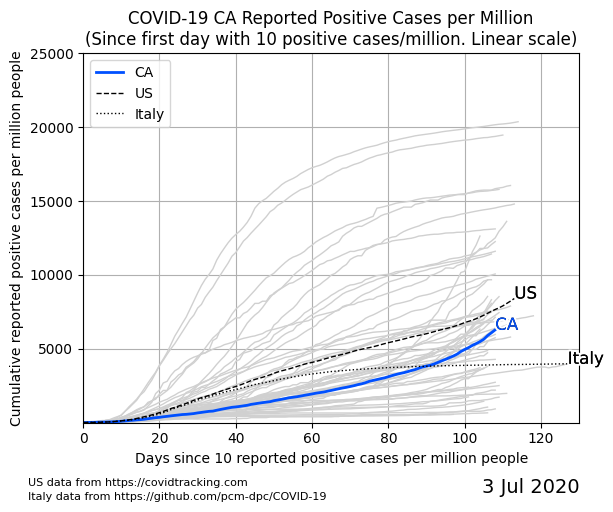 COVID-19 CA Reported Positive Cases per Million
(Since first day with 10 positive cases/million. Linear scale)
Cumulative reported positive cases per million people
25000
20000
15000
10000
5000
CA
US
Italy
US
CA
Italy
0
20
40
60
80
100
120
Days since 10 reported positive cases per million people
US data from https://covidtracking.com
Italy data from https://github.com/pcm-dpc/COVID-19
3 Jul 2020